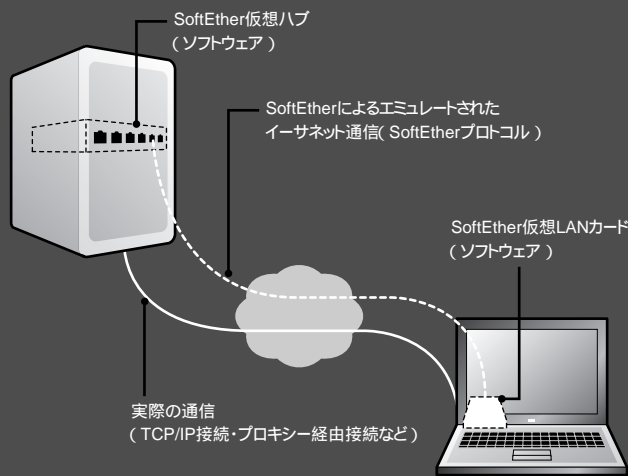 SoftEther仮想ハブ
（ソフトウェア）
SoftEtherによるエミュレートされた
イーサネット通信（SoftEtherプロトコル）
SoftEther仮想LANカード
（ソフトウェア）
実際の通信
（TCP/IP接続・プロキシー経由接続など）